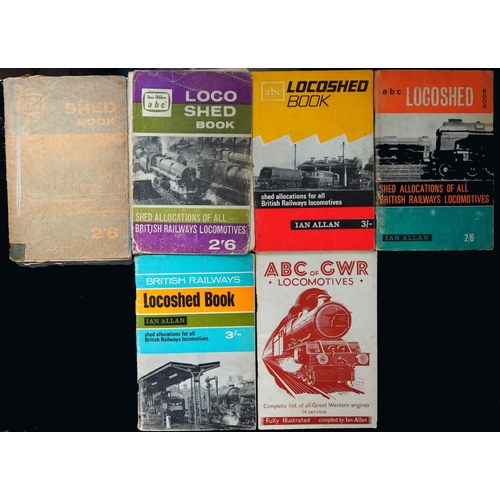 SHED
BOOK
2'6
abc
LOCO
SHED
BOOK
SHED ALLOCATIONS OF ALL
BRITISH RAILWAYS LOCOMOTIVES
2'6
abc
LOCOSHED
BOOK
shed allocations for all
British Railways locomotives
IAN ALLAN 3/-
abc LOCOSHED BOOK
SHED ALLOCATIONS OF ALL
BRITISH RAILWAYS LOCOMOTIVES
IAN ALLAN 2/6
BRITISH RAILWAYS
Locoshed Book
IAN ALLAN
shed allocations for all
British Railways locomotives
3/-
ABC OF GWR
• LOCOMOTIVES •
Complete list of all Great Western engines
in service
Fully Illustrated compiled by Ian Allan